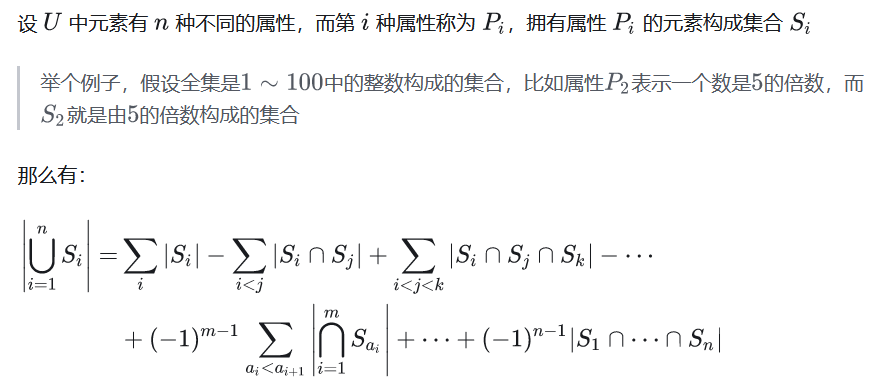 设 $U$ 中元素有 $n$ 种不同的属性，而第 $i$ 种属性称为 $P_i$，拥有属性 $P_i$ 的元素构成集合 $S_i$
举个例子，假设全集是$1 \sim 100$中的整数构成的集合，比如属性$P_2$表示一个数是$5$的倍数，而
$S_2$就是由$5$的倍数构成的集合
那么有：
$\left|\bigcup_{i=1}^{n} S_i\right| = \sum_{i} |S_i| - \sum_{i<j} |S_i \cap S_j| + \sum_{i<j<k} |S_i \cap S_j \cap S_k| - \cdots$
$+ (-1)^{m-1} \sum_{a_i<a_{i+1}} \left|\bigcap_{i=1}^{m} S_{a_i}\right| + \cdots + (-1)^{n-1} |S_1 \cap \cdots \cap S_n|$